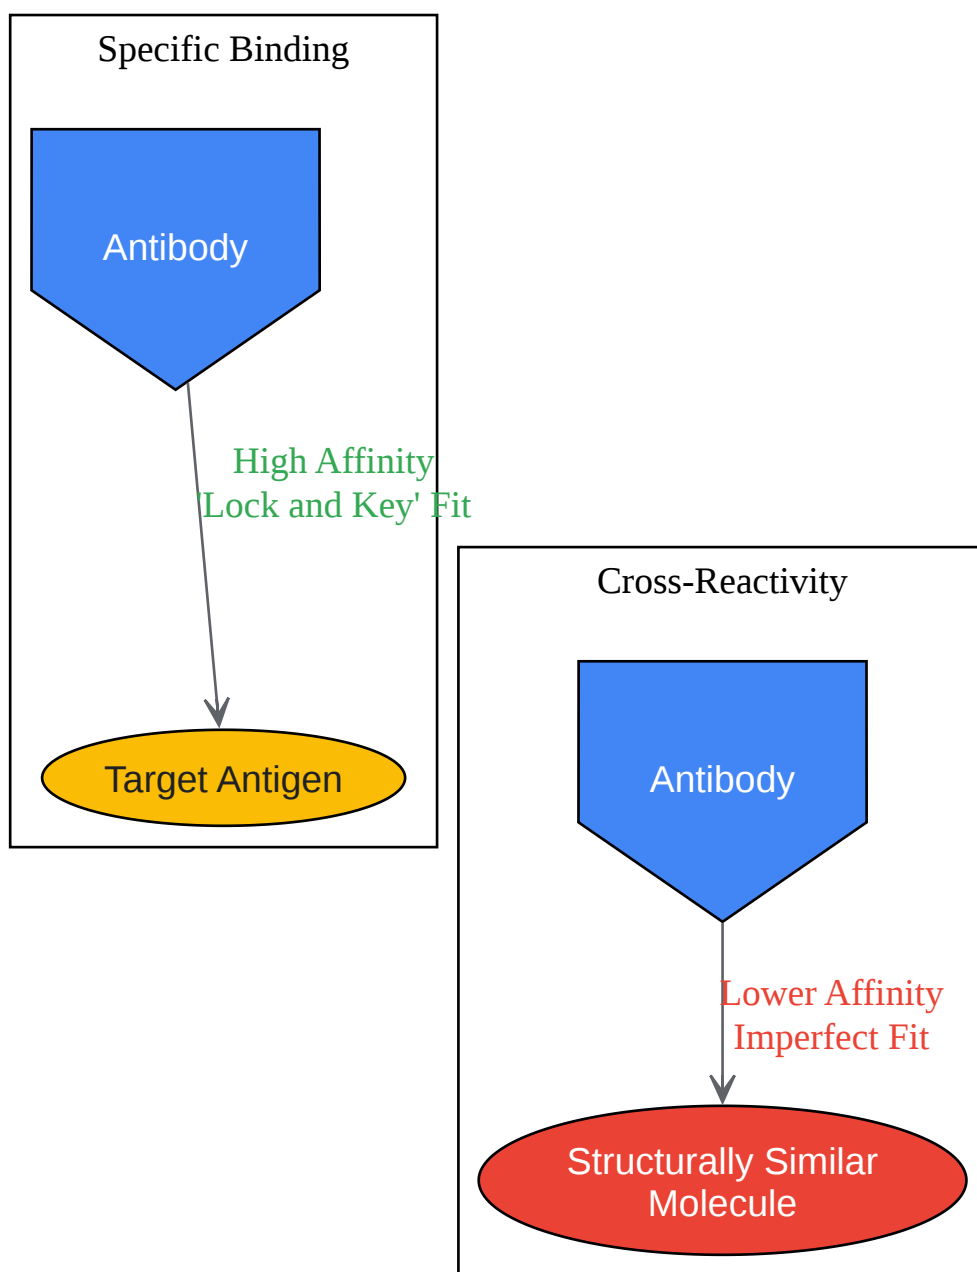 Specific Binding
Antibody
High Affinity
'Lock and Key' Fit
Target Antigen
Cross-Reactivity
Antibody
Lower Affinity
Imperfect Fit
Structurally Similar
Molecule